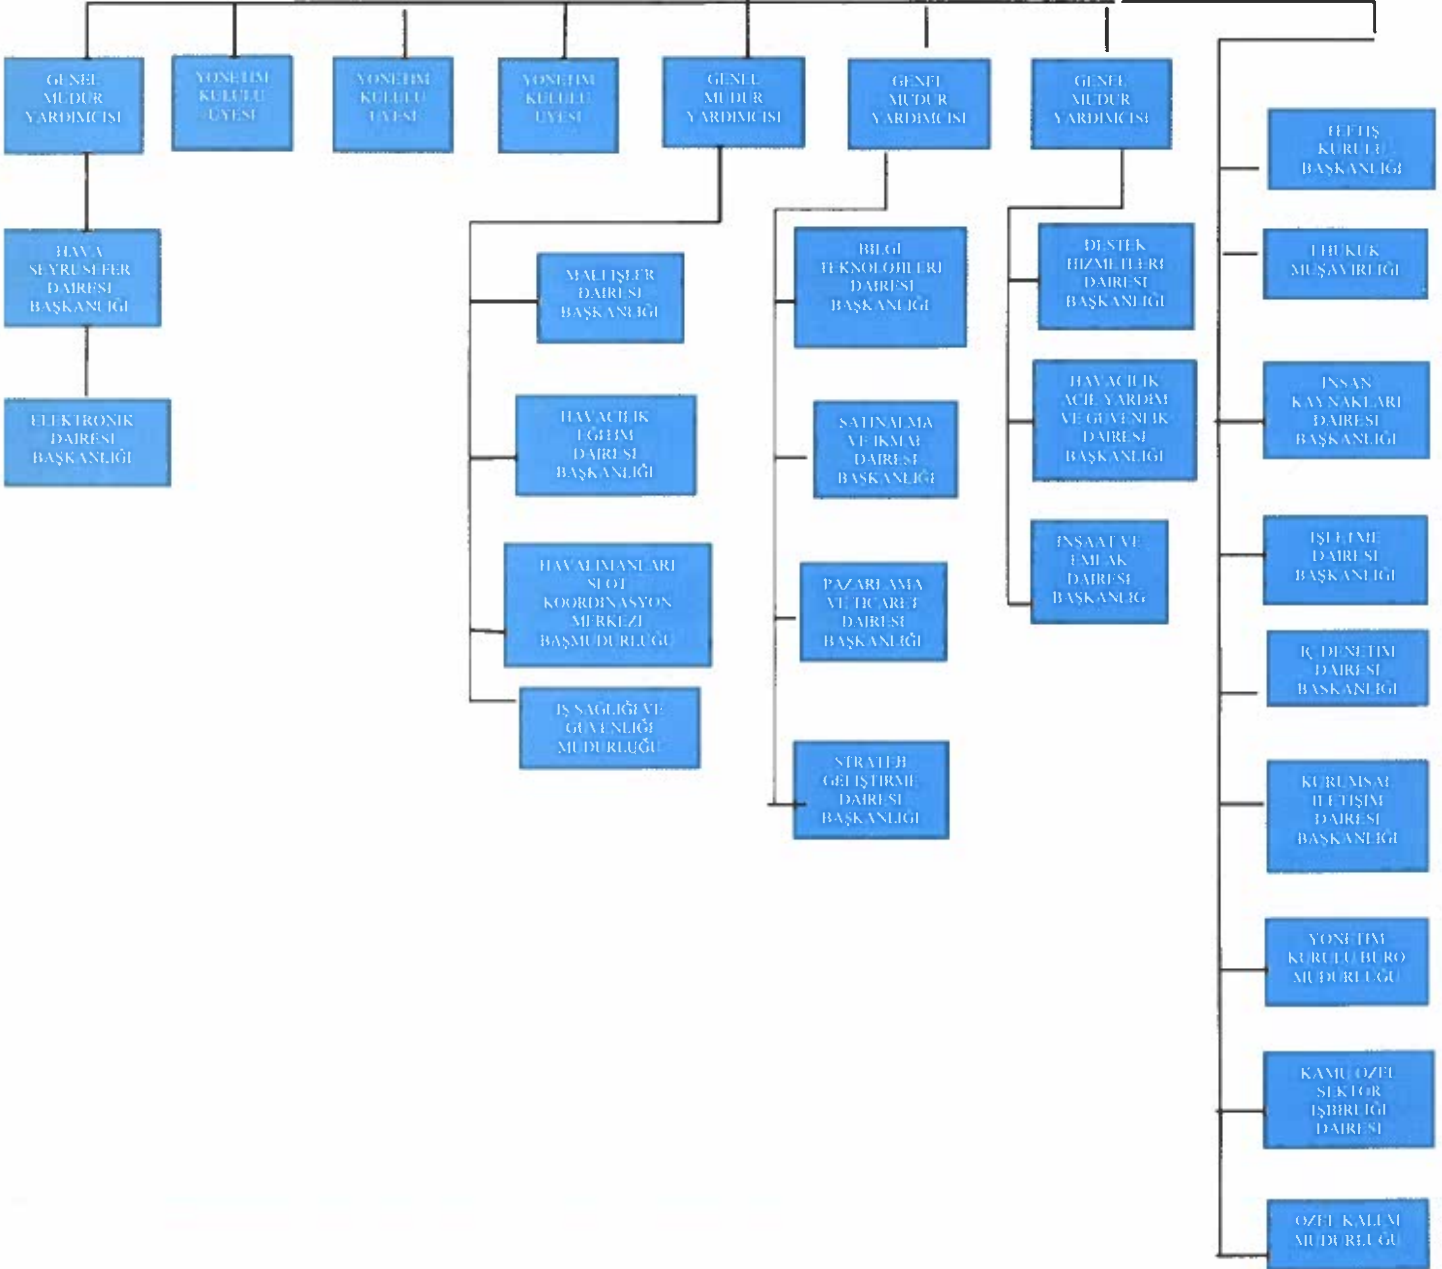 GENEL
MÜDÜR
YARDIMCISI
YÖNETİM
KULULU
ÜYESİ
YÖNETİM
KULULU
ÜYESİ
YÖNETİM
KULULU
ÜYESİ
GENEL
MÜDÜR
YARDIMCISI
GENEL
MÜDÜR
YARDIMCISI
GENEL
MÜDÜR
YARDIMCISI
HAVA
SEYRÜSEFER
DAİRESİ
BAŞKANLIĞI
ELEKTRONİK
DAİRESİ
BAŞKANLIĞI
MALİ İŞLER
DAİRESİ
BAŞKANLIĞI
HAVACILIK
EĞİTİM
DAİRESİ
BAŞKANLIĞI
HAVALİMANLARI
SLOT
KOORDİNASYON
MERKEZİ
BAŞMÜDÜRLÜĞÜ
İŞ SAĞLIĞI VE
GÜVENLİĞİ
MÜDÜRLÜĞÜ
BİLGİ
TEKNOLOJİLERİ
DAİRESİ
BAŞKANLIĞI
SATINALMA
VE İKMAL
DAİRESİ
BAŞKANLIĞI
PAZARLAMA
VE TİCARET
DAİRESİ
BAŞKANLIĞI
STRATEJİ
GELİŞTİRME
DAİRESİ
BAŞKANLIĞI
DESTEK
HİZMETLERİ
DAİRESİ
BAŞKANLIĞI
HAVACILIK
ACİL YARDIM
VE GÜVENLİK
DAİRESİ
BAŞKANLIĞI
İNŞAAT VE
EMLAK
DAİRESİ
BAŞKANLIĞ
TEFTİŞ
KURULU
BAŞKANLIĞI
I HUKUK
MÜŞAVİRLİĞİ
İNSAN
KAYNAKLARI
DAİRESİ
BAŞKANLIĞI
İŞLETME
DAİRESİ
BAŞKANLIĞI
İÇ DENETİM
DAİRESİ
BAŞKANLIĞI
KURUMSAL
İLETİŞİM
DAİRESİ
BAŞKANLIĞI
YÖNETİM
KURULU BÜRO
MÜDÜRLÜĞÜ
KAMU ÖZEL
SEKTÖR
İŞBİRLİĞİ
DAİRESİ
ÖZEL KALEM
MÜDÜRLÜĞÜ